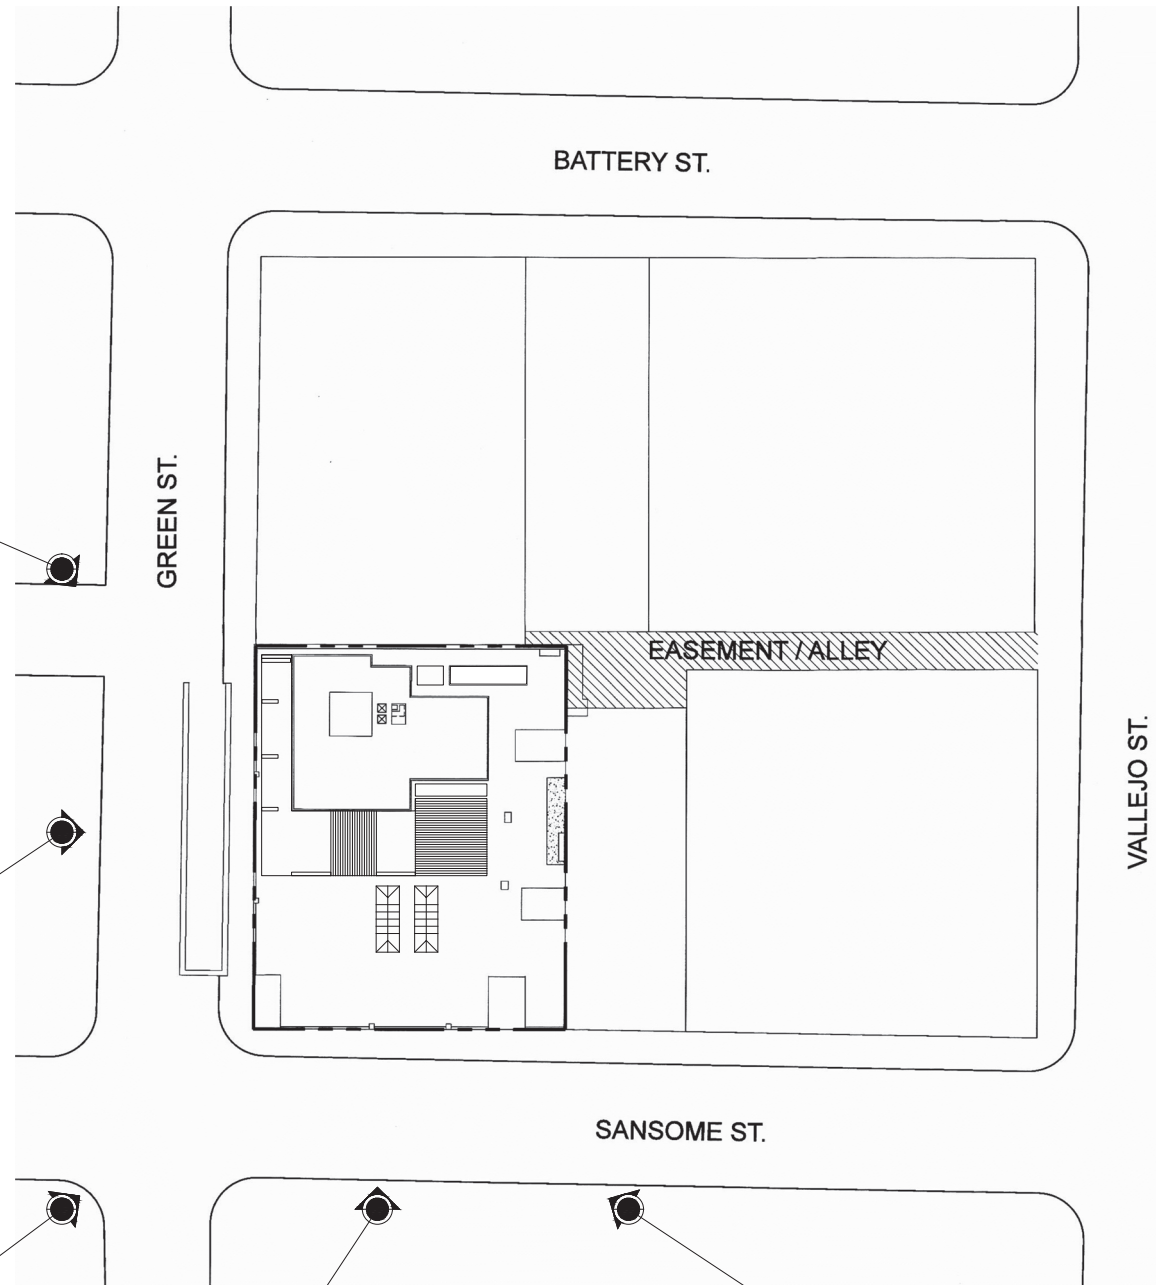 BATTERY ST.
GREEN ST.
EASEMENT / ALLEY
VALLEJO ST.
SANSOME ST.